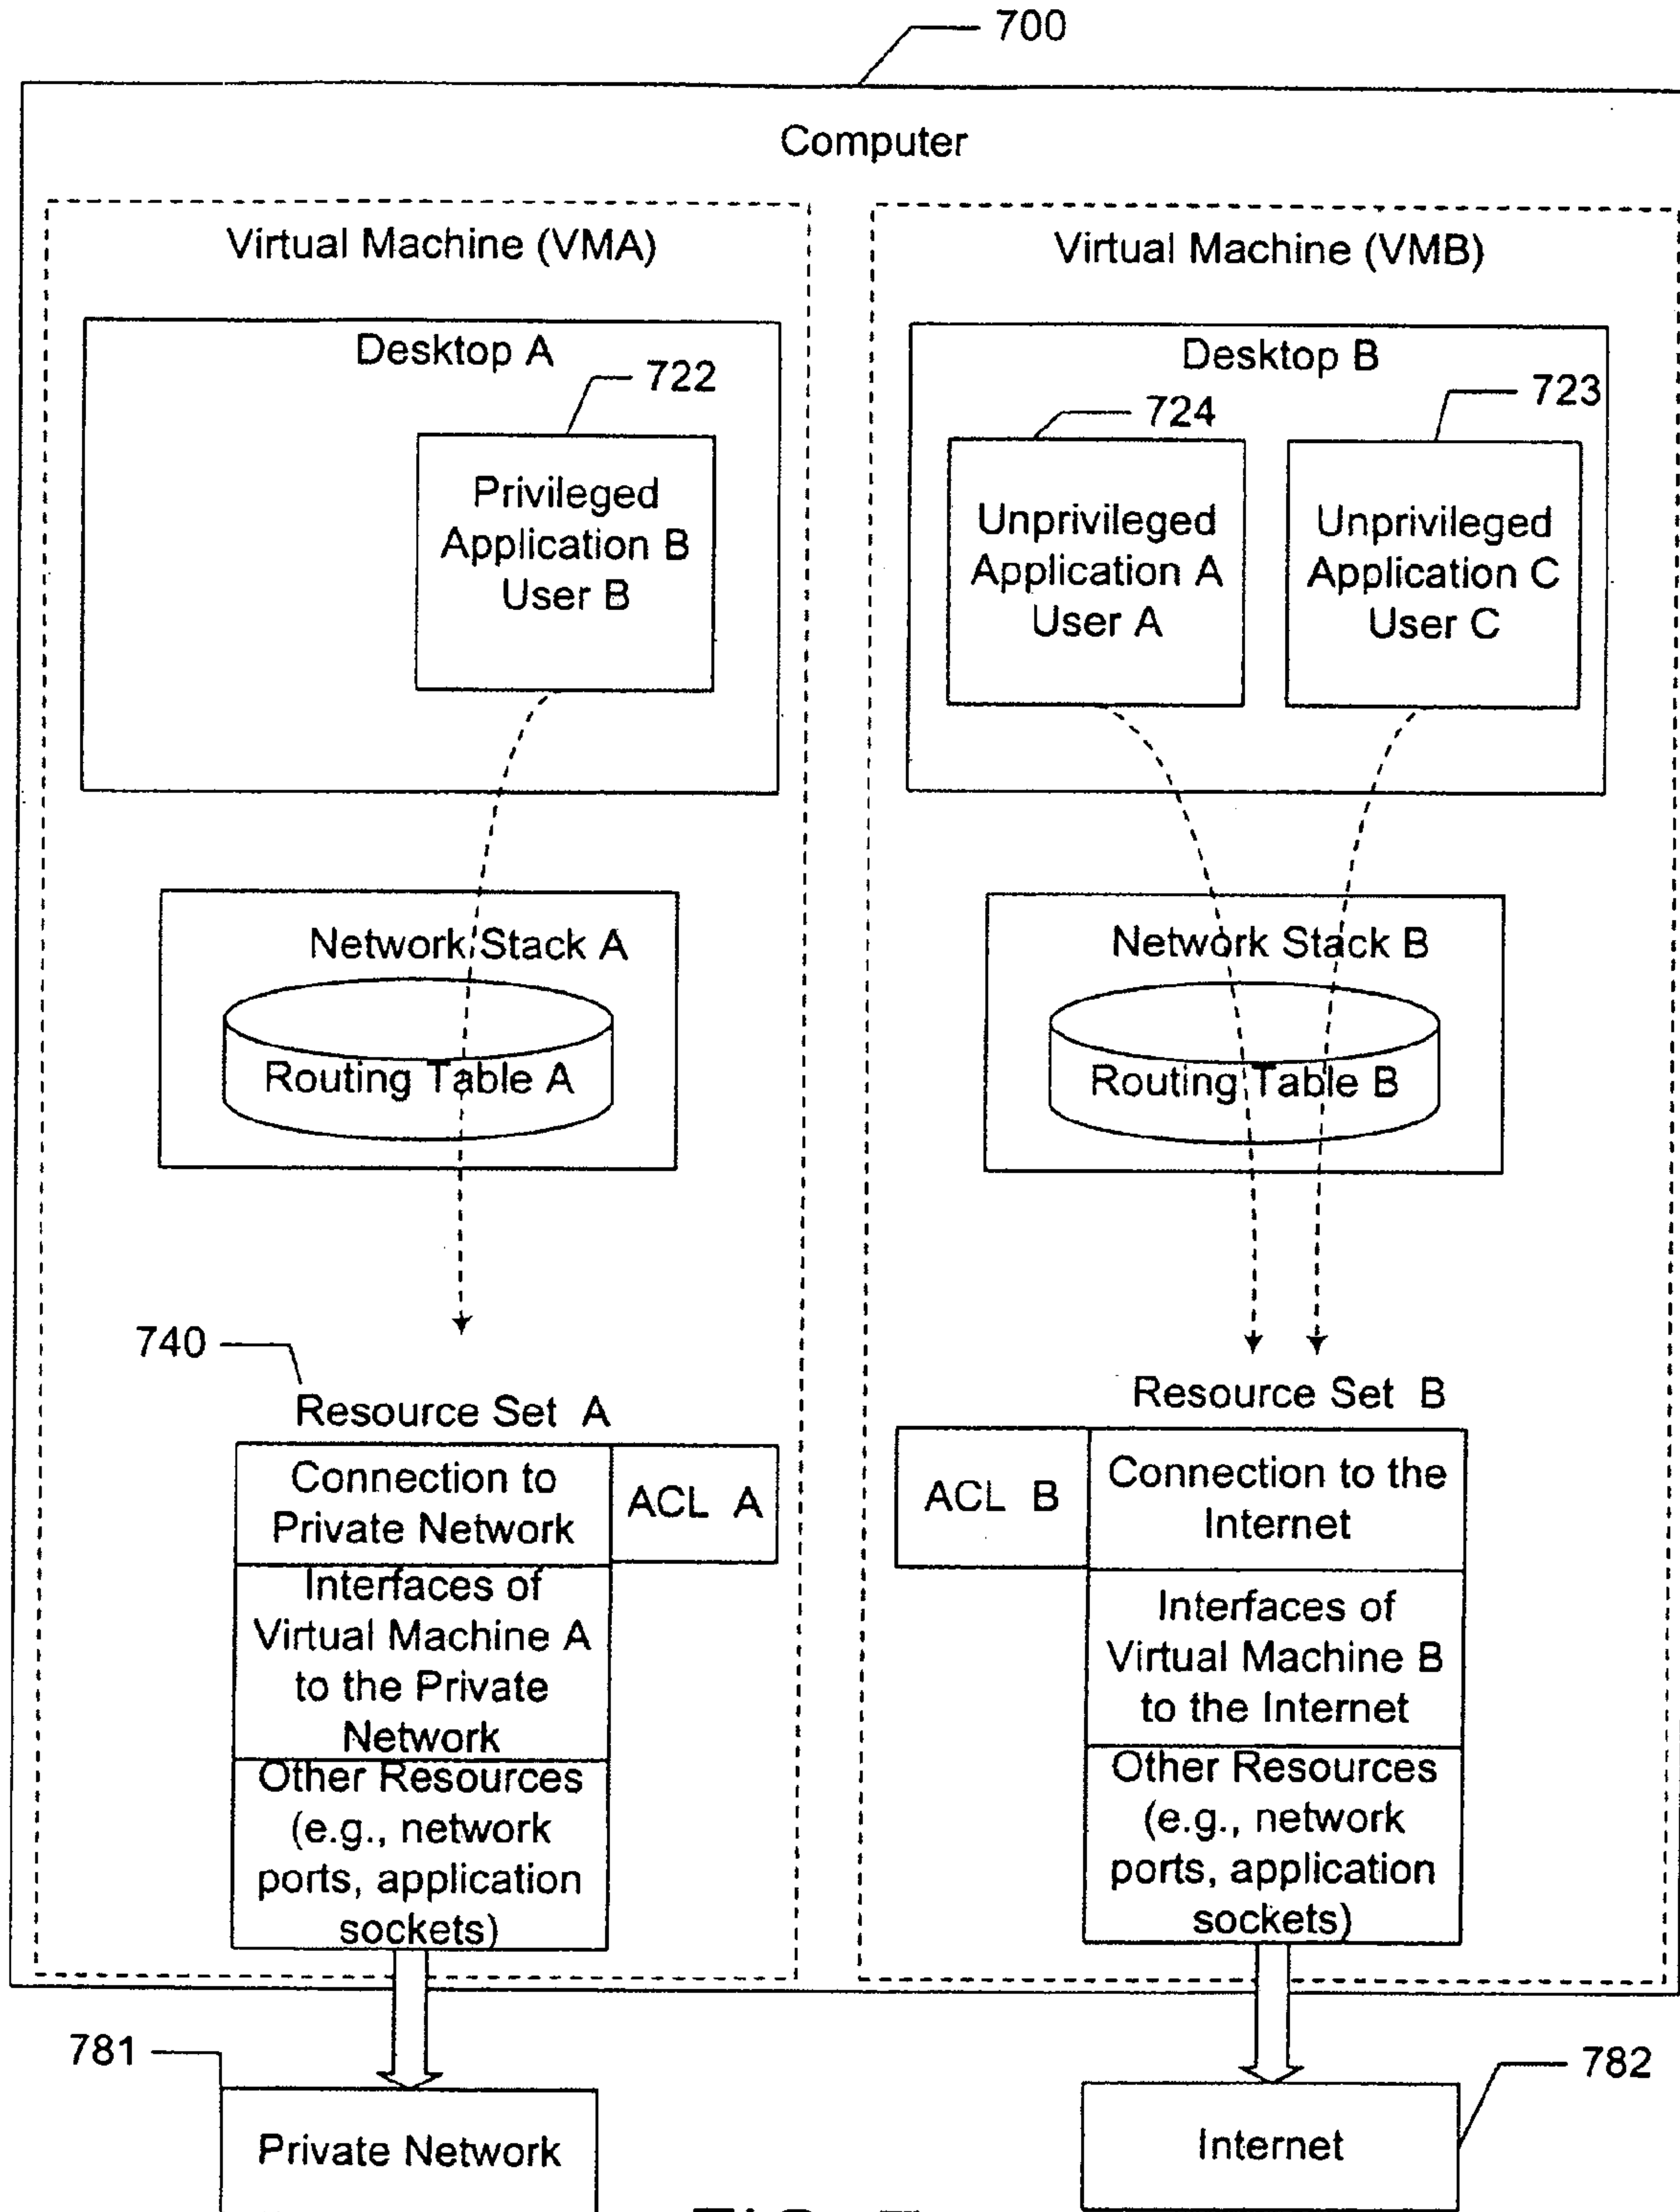 700
Computer
Virtual Machine (VMA)
Desktop A
722
Privileged
Application B
User B
Network Stack A
Routing Table A
740
Resource Set A
Connection to
Private Network
ACL A
Interfaces of
Virtual Machine A
to the Private
Network
Other Resources
(e.g., network
ports, application
sockets)
781
Private Network
Virtual Machine (VMB)
Desktop B
724
723
Unprivileged
Application A
User A
Unprivileged
Application C
User C
Network Stack B
Routing Table B
Resource Set B
ACL B
Connection to the
Internet
Interfaces of
Virtual Machine B
to the Internet
Other Resources
(e.g., network
ports, application
sockets)
782
Internet